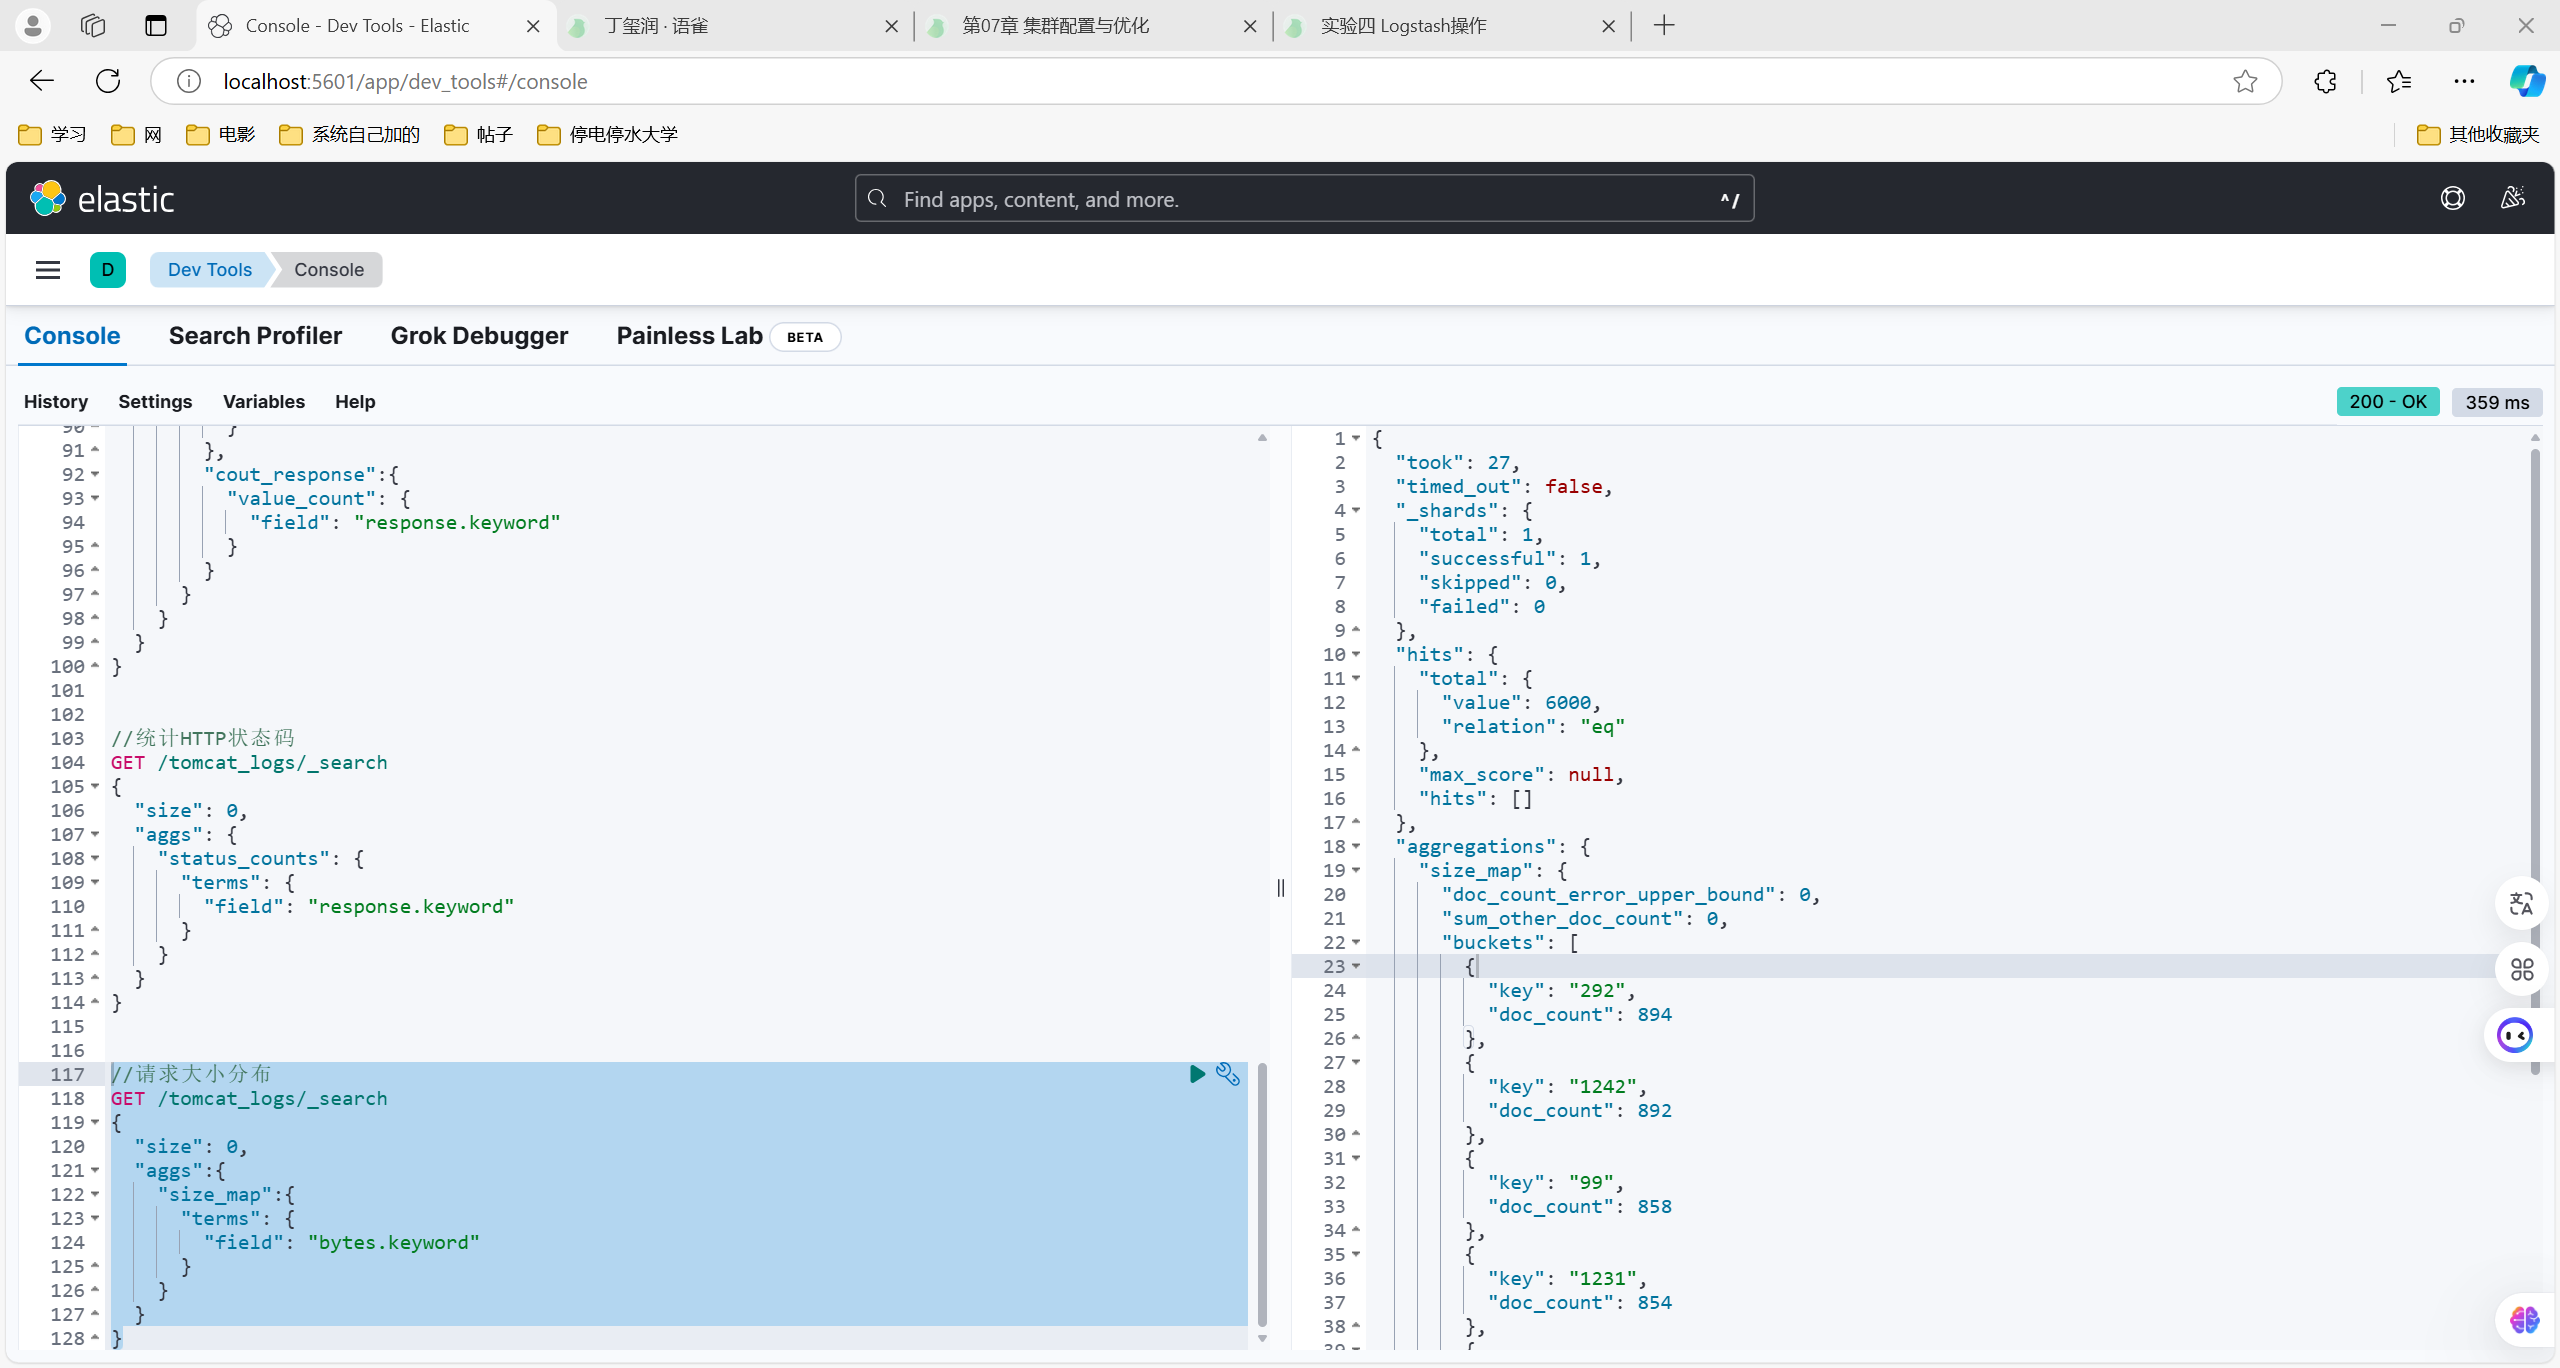 Console - Dev Tools - Elastic
丁玺润 · 语雀
第07章 集群配置与优化
实验四 Logstash操作
localhost:5601/app/dev_tools#/console
学习
网
电影
系统自己加的
帖子
停电停水大学
其他收藏夹
elastic
Find apps, content, and more.
^/
D
Dev Tools
Console
Console
Search Profiler
Grok Debugger
Painless Lab
BETA
History
Settings
Variables
Help
200 - OK
359 ms
90 }
91 },
92 "cout_response":{
93 "value_count": {
94 "field": "response.keyword"
95 }
96 }
97 }
98 }
99 }
100 }
101
102
103 //统计HTTP状态码
104 GET /tomcat_logs/_search
105 {
106 "size": 0,
107 "aggs": {
108 "status_counts": {
109 "terms": {
110 "field": "response.keyword"
111 }
112 }
113 }
114 }
115
116
117 //请求大小分布
118 GET /tomcat_logs/_search
119 {
120 "size": 0,
121 "aggs":{
122 "size_map":{
123 "terms": {
124 "field": "bytes.keyword"
125 }
126 }
127 }
128 }
1 {
2 "took": 27,
3 "timed_out": false,
4 "_shards": {
5 "total": 1,
6 "successful": 1,
7 "skipped": 0,
8 "failed": 0
9 },
10 "hits": {
11 "total": {
12 "value": 6000,
13 "relation": "eq"
14 },
15 "max_score": null,
16 "hits": []
17 },
18 "aggregations": {
19 "size_map": {
20 "doc_count_error_upper_bound": 0,
21 "sum_other_doc_count": 0,
22 "buckets": [
23 {
24 "key": "292",
25 "doc_count": 894
26 },
27 {
28 "key": "1242",
29 "doc_count": 892
30 },
31 {
32 "key": "99",
33 "doc_count": 858
34 },
35 {
36 "key": "1231",
37 "doc_count": 854
38 },
39 {